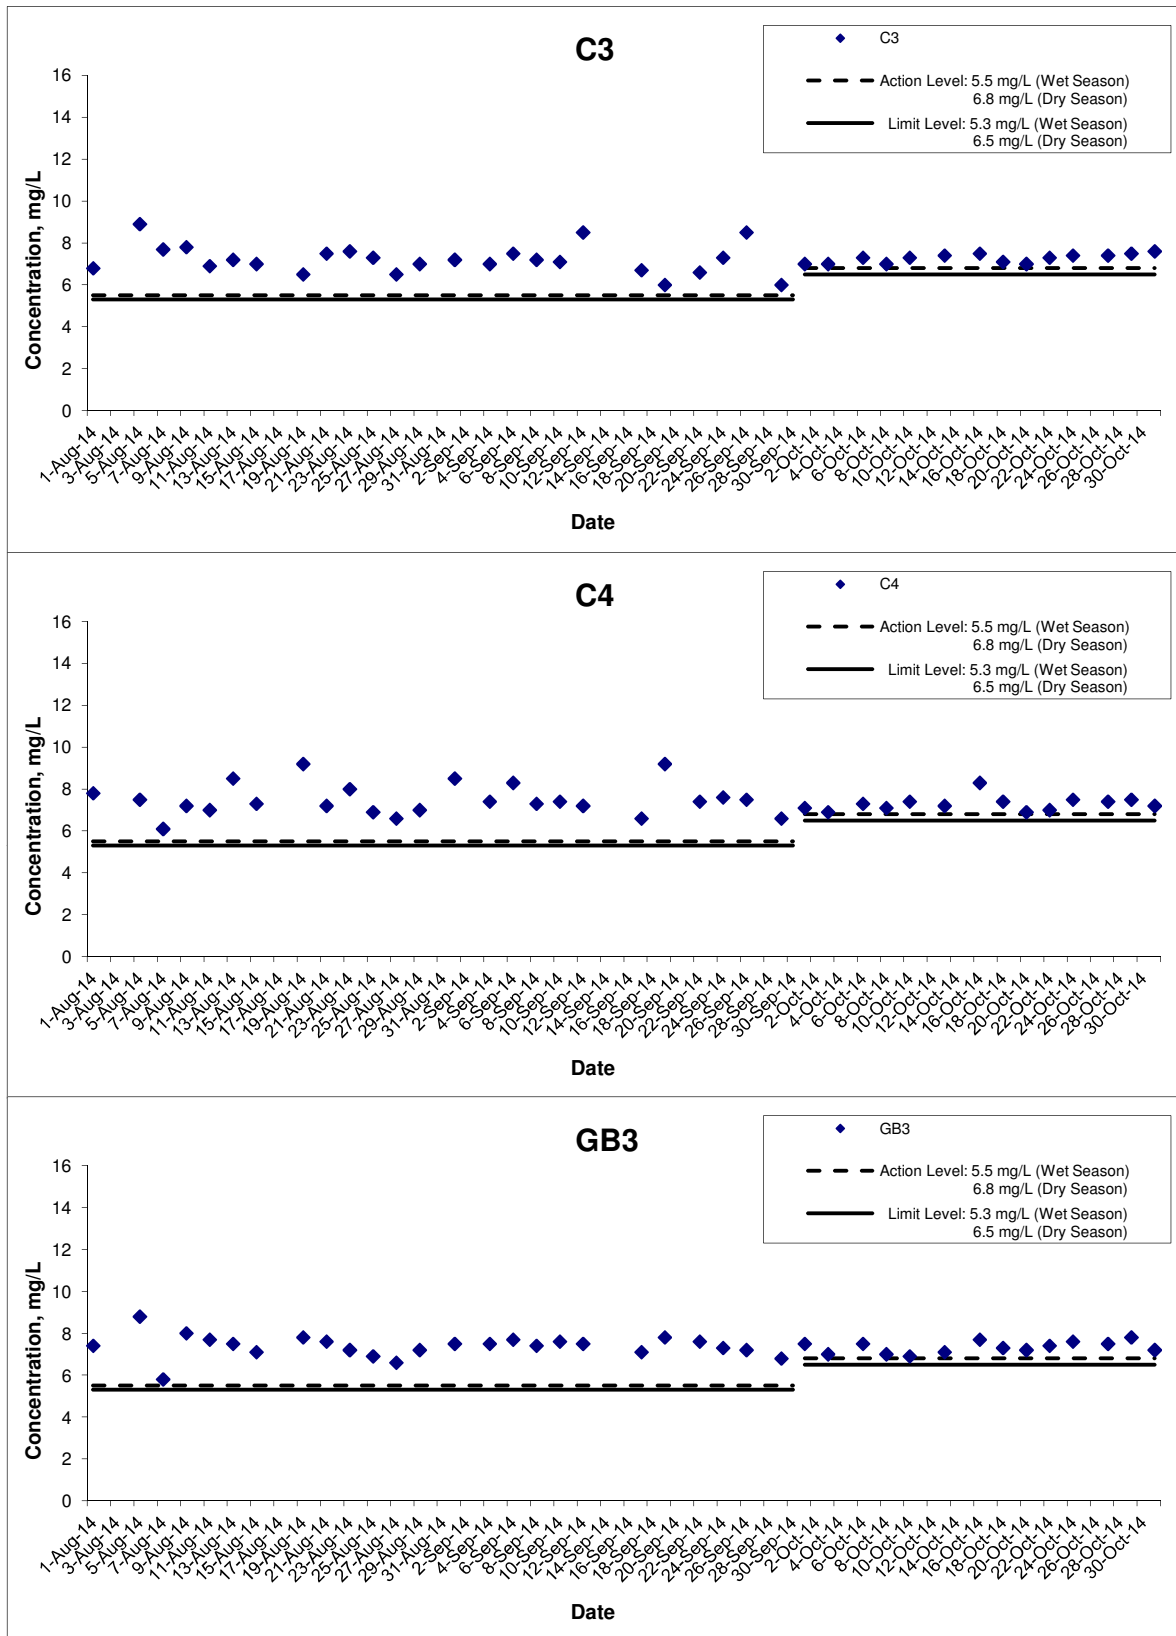 C3
C3
Action Level: 5.5 mg/L (Wet Season)
6.8 mg/L (Dry Season)
Limit Level: 5.3 mg/L (Wet Season)
6.5 mg/L (Dry Season)
Concentration, mg/L
16
14
12
10
8
6
4
2
0
1-Aug-14 3-Aug-14 5-Aug-14 7-Aug-14 9-Aug-14 11-Aug-14 13-Aug-14 15-Aug-14 17-Aug-14 19-Aug-14 21-Aug-14 23-Aug-14 25-Aug-14 27-Aug-14 29-Aug-14 31-Aug-14 2-Sep-14 4-Sep-14 6-Sep-14 8-Sep-14 10-Sep-14 12-Sep-14 14-Sep-14 16-Sep-14 18-Sep-14 20-Sep-14 22-Sep-14 24-Sep-14 26-Sep-14 28-Sep-14 30-Sep-14 2-Oct-14 4-Oct-14 6-Oct-14 8-Oct-14 10-Oct-14 12-Oct-14 14-Oct-14 16-Oct-14 18-Oct-14 20-Oct-14 22-Oct-14 24-Oct-14 26-Oct-14 28-Oct-14 30-Oct-14
Date
C4
C4
Action Level: 5.5 mg/L (Wet Season)
6.8 mg/L (Dry Season)
Limit Level: 5.3 mg/L (Wet Season)
6.5 mg/L (Dry Season)
Concentration, mg/L
16
14
12
10
8
6
4
2
0
1-Aug-14 3-Aug-14 5-Aug-14 7-Aug-14 9-Aug-14 11-Aug-14 13-Aug-14 15-Aug-14 17-Aug-14 19-Aug-14 21-Aug-14 23-Aug-14 25-Aug-14 27-Aug-14 29-Aug-14 31-Aug-14 2-Sep-14 4-Sep-14 6-Sep-14 8-Sep-14 10-Sep-14 12-Sep-14 14-Sep-14 16-Sep-14 18-Sep-14 20-Sep-14 22-Sep-14 24-Sep-14 26-Sep-14 28-Sep-14 30-Sep-14 2-Oct-14 4-Oct-14 6-Oct-14 8-Oct-14 10-Oct-14 12-Oct-14 14-Oct-14 16-Oct-14 18-Oct-14 20-Oct-14 22-Oct-14 24-Oct-14 26-Oct-14 28-Oct-14 30-Oct-14
Date
GB3
GB3
Action Level: 5.5 mg/L (Wet Season)
6.8 mg/L (Dry Season)
Limit Level: 5.3 mg/L (Wet Season)
6.5 mg/L (Dry Season)
Concentration, mg/L
16
14
12
10
8
6
4
2
0
1-Aug-14 3-Aug-14 5-Aug-14 7-Aug-14 9-Aug-14 11-Aug-14 13-Aug-14 15-Aug-14 17-Aug-14 19-Aug-14 21-Aug-14 23-Aug-14 25-Aug-14 27-Aug-14 29-Aug-14 31-Aug-14 2-Sep-14 4-Sep-14 6-Sep-14 8-Sep-14 10-Sep-14 12-Sep-14 14-Sep-14 16-Sep-14 18-Sep-14 20-Sep-14 22-Sep-14 24-Sep-14 26-Sep-14 28-Sep-14 30-Sep-14 2-Oct-14 4-Oct-14 6-Oct-14 8-Oct-14 10-Oct-14 12-Oct-14 14-Oct-14 16-Oct-14 18-Oct-14 20-Oct-14 22-Oct-14 24-Oct-14 26-Oct-14 28-Oct-14 30-Oct-14
Date